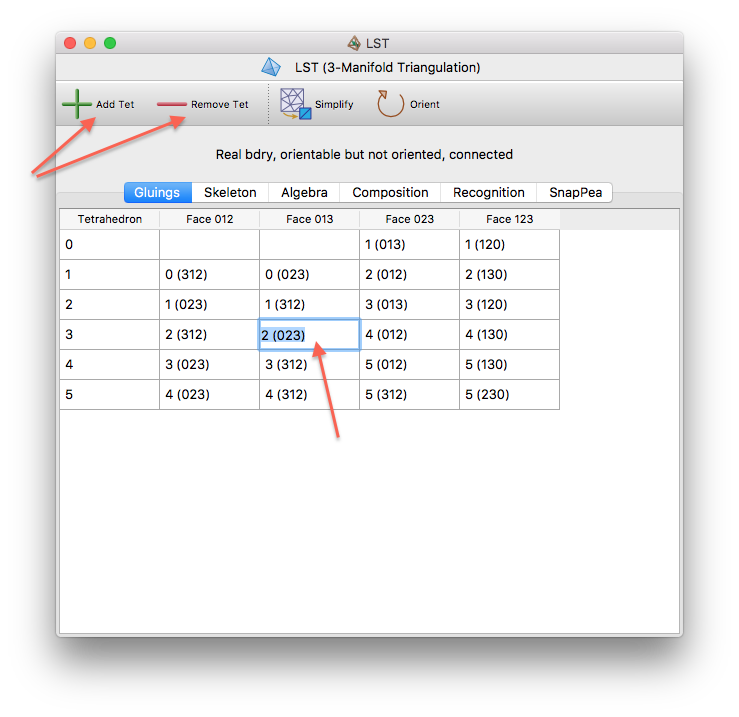 LST
LST (3-Manifold Triangulation)
Add Tet Remove Tet Simplify Orient
Real bdry, orientable but not oriented, connected
Gluings Skeleton Algebra Composition Recognition SnapPea
Tetrahedron Face 012 Face 013 Face 023 Face 123
0 1 (013) 1 (120)
1 0 (312) 0 (023) 2 (012) 2 (130)
2 1 (023) 1 (312) 3 (013) 3 (120)
3 2 (312) 2 (023) 4 (012) 4 (130)
4 3 (023) 3 (312) 5 (012) 5 (130)
5 4 (023) 4 (312) 5 (312) 5 (230)